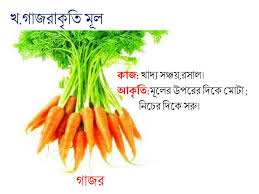 খ.গাজরাকৃতি মূল
কাজ: খাদ্য সঞ্চয়,রসাল।
আকৃতি:মূলের উপরের দিকে মোটা;
নিচের দিকে সরু।
গাজর